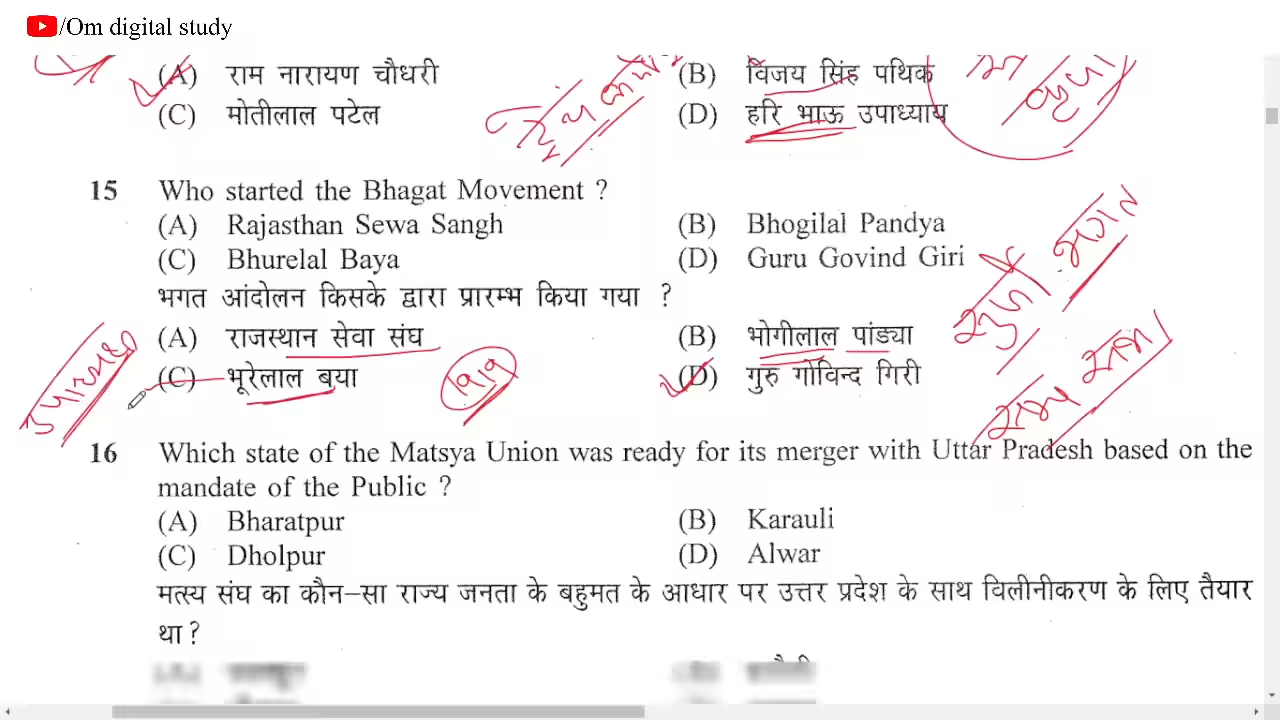 /Om digital study
(A) राम नारायण चौधरी (B) विजय सिंह पथिक
(C) मोतीलाल पटेल (D) हरि भाऊ उपाध्याय
15 Who started the Bhagat Movement ?
(A) Rajasthan Sewa Sangh (B) Bhogilal Pandya
(C) Bhurelal Baya (D) Guru Govind Giri
भगत आंदोलन किसके द्वारा प्रारम्भ किया गया ?
(A) राजस्थान सेवा संघ (B) भोगीलाल पांड्या
(C) भूरेलाल बया (D) गुरु गोविन्द गिरी
भगत
16 Which state of the Matsya Union was ready for its merger with Uttar Pradesh based on the
mandate of the Public ?
(A) Bharatpur (B) Karauli
(C) Dholpur (D) Alwar
मत्स्य संघ का कौन-सा राज्य जनता के बहुमत के आधार पर उत्तर प्रदेश के साथ विलीनीकरण के लिए तैयार
था ?